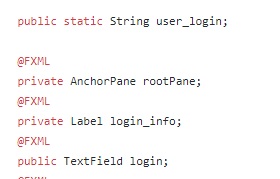 public static String user_login;
@FXML
private AnchorPane rootPane;
@FXML
private Label login_info;
@FXML
public TextField login;